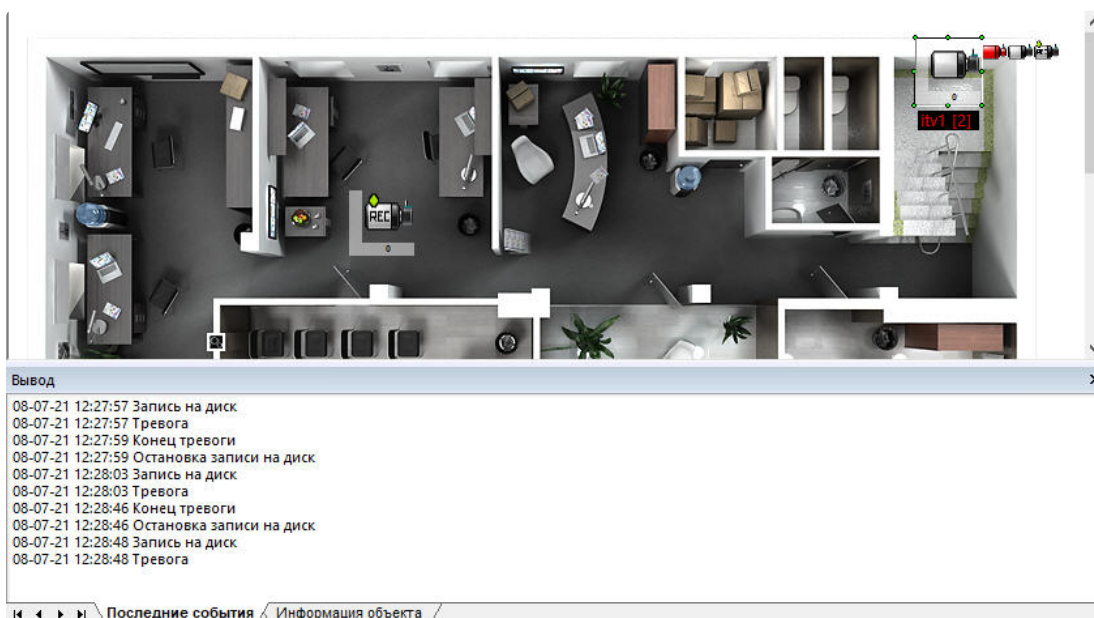 itv1 [2]
REC
Вывод
08-07-21 12:27:57 Запись на диск
08-07-21 12:27:57 Тревога
08-07-21 12:27:59 Конец тревоги
08-07-21 12:27:59 Остановка записи на диск
08-07-21 12:28:03 Запись на диск
08-07-21 12:28:03 Тревога
08-07-21 12:28:46 Конец тревоги
08-07-21 12:28:46 Остановка записи на диск
08-07-21 12:28:48 Запись на диск
08-07-21 12:28:48 Тревога
Последние события Информация объекта